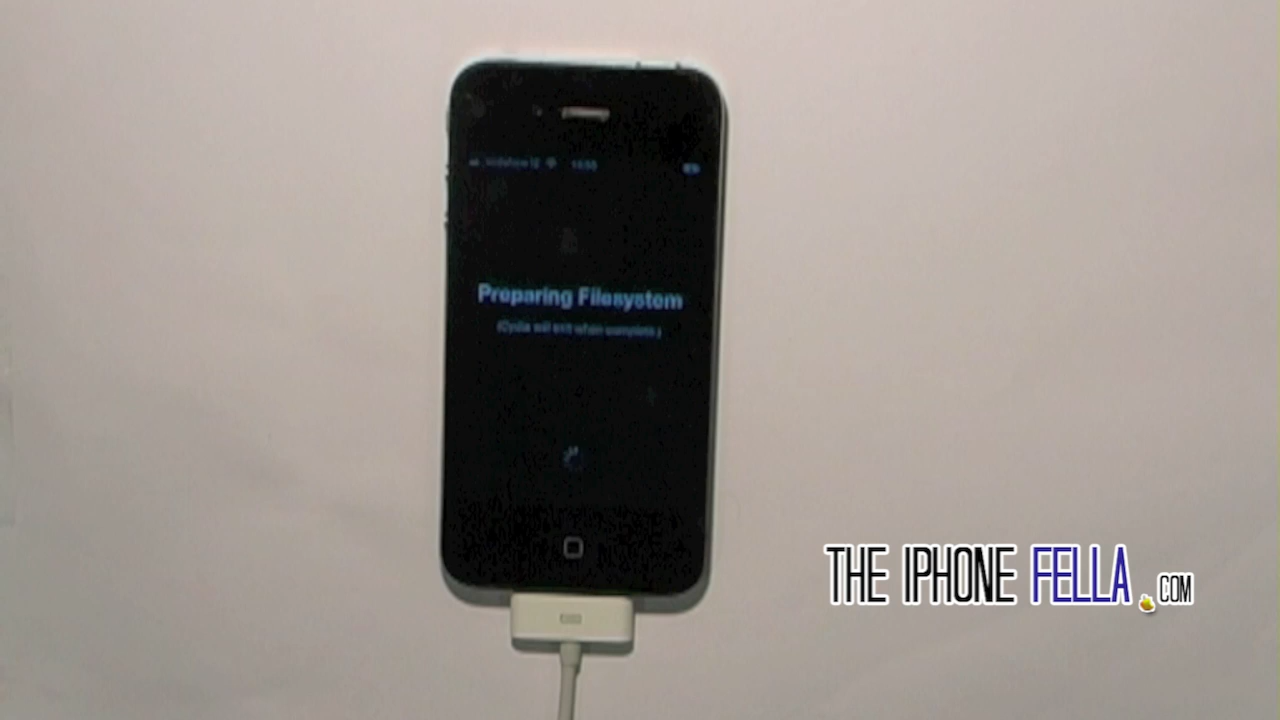 Preparing Filesystem
(Cydia will exit when complete.)
THE IPHONE FELLA.COM